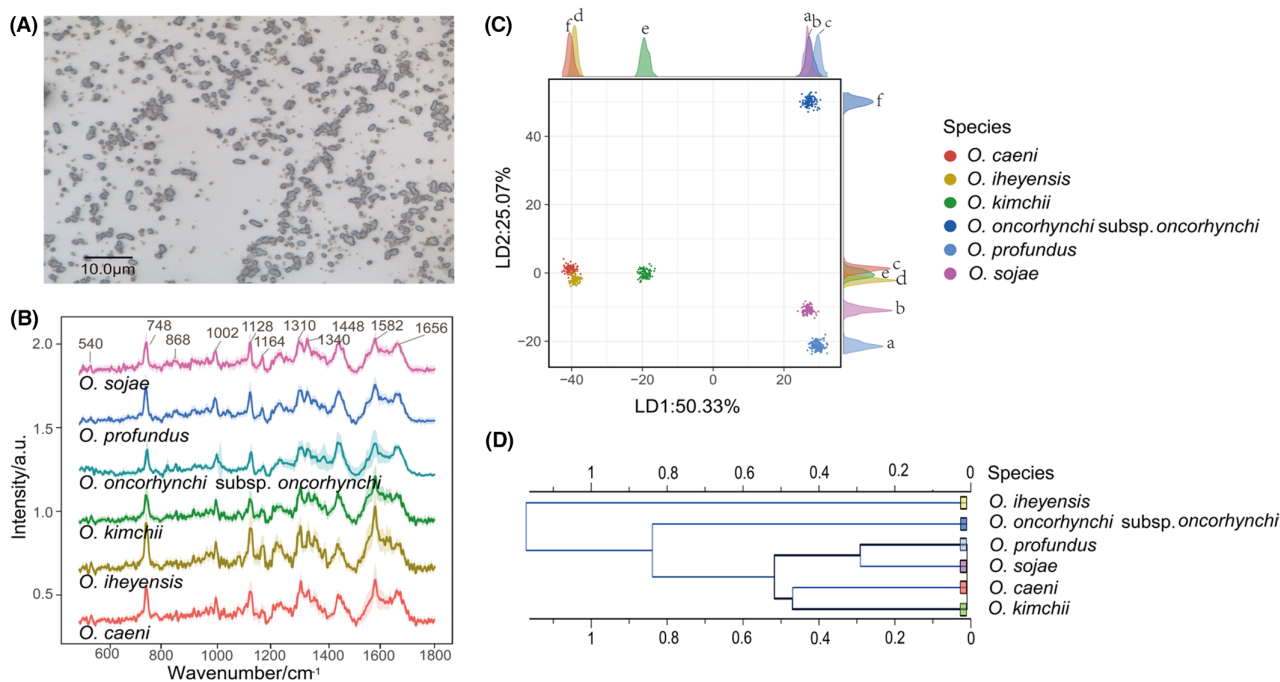 (A)
10.0μm
(B)
Intensity/a.u.
2.0
1.5
1.0
0.5
540
748
868
1002
1128
1164
1310
1340
1448
1582
1656
O. sojae
O. profundus
O. oncorhynchi subsp. oncorhynchi
O. kimchii
O. iheyensis
O. caeni
600 800 1000 1200 1400 1600 1800
Wavenumber/cm-1
(C)
f d e a b c
LD2:25.07%
40
20
0
−20
f
c
e
d
b
a
−40 −20 0 20
LD1:50.33%
Species
O. caeni
O. iheyensis
O. kimchii
O. oncorhynchi subsp. oncorhynchi
O. profundus
O. sojae
(D)
1 0.8 0.6 0.4 0.2 0
Species
O. iheyensis
O. oncorhynchi subsp. oncorhynchi
O. profundus
O. sojae
O. caeni
O. kimchii
1 0.8 0.6 0.4 0.2 0